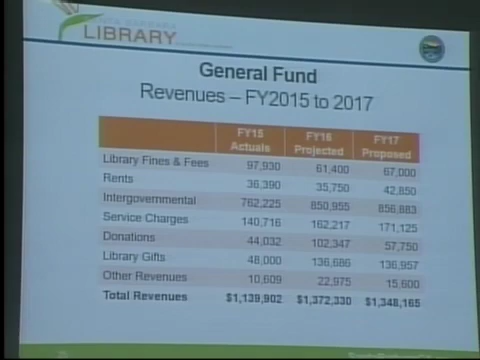 SANTA BARBARA
LIBRARY
General Fund
Revenues – FY2015 to 2017
FY15 Actuals FY16 Projected FY17 Proposed
Library Fines & Fees 97,930 61,400 67,000
Rents 36,390 35,750 42,850
Intergovernmental 762,225 850,955 856,883
Service Charges 140,716 162,217 171,125
Donations 44,032 102,347 57,750
Library Gifts 48,000 136,686 136,957
Other Revenues 10,609 22,975 15,600
Total Revenues $1,139,902 $1,372,330 $1,348,165